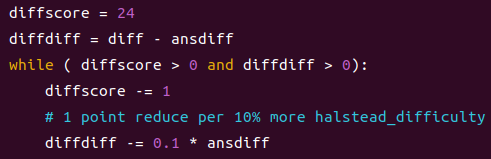 diffscore = 24
diffdiff = diff - ansdiff
while ( diffscore > 0 and diffdiff > 0):
    diffscore -= 1
    # 1 point reduce per 10% more halstead_difficulty
    diffdiff -= 0.1 * ansdiff